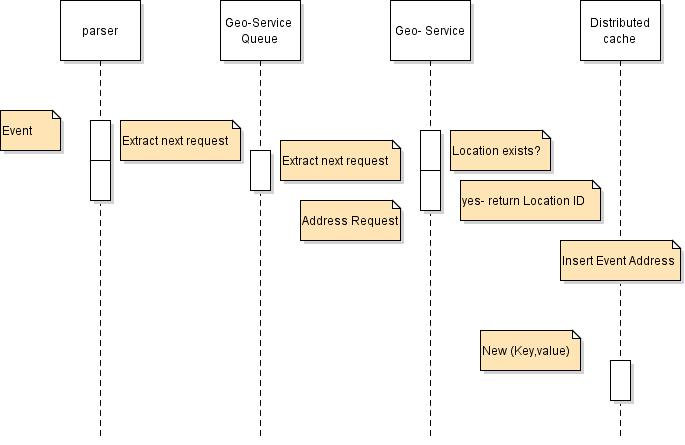 parser
Geo-Service
Queue
Geo- Service
Distributed
cache
Event
Extract next request
Extract next request
Location exists?
Address Request
yes- return Location ID
Insert Event Address
New (Key,value)